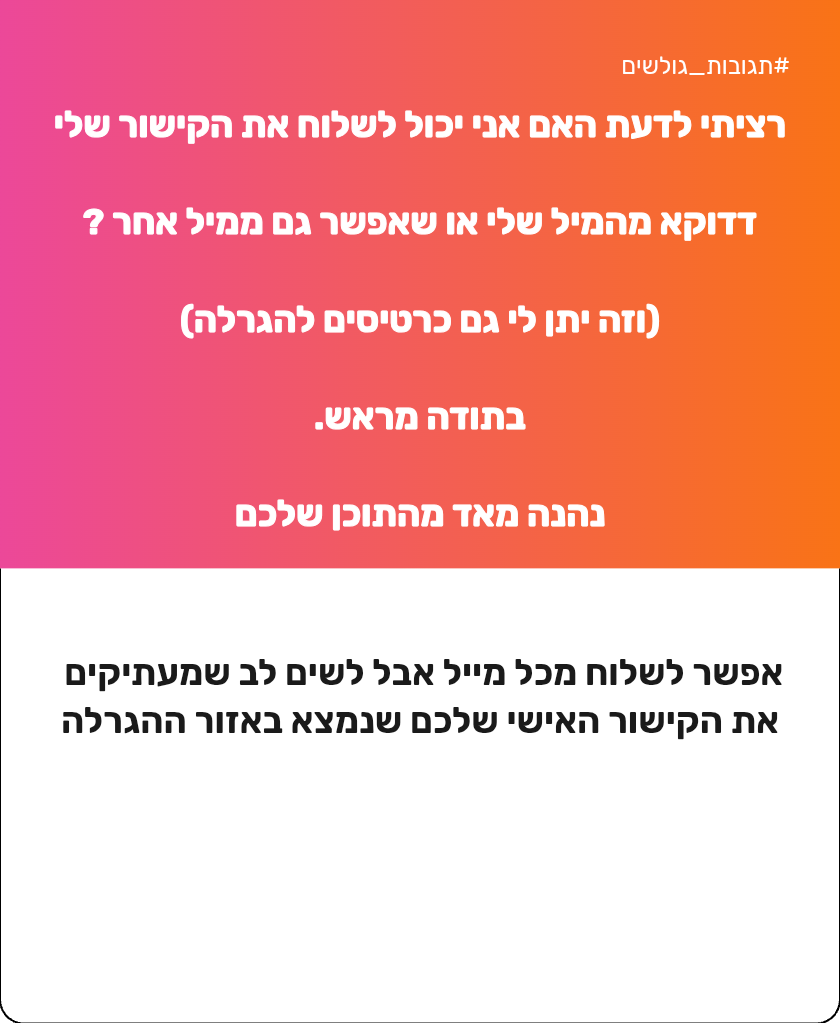 #תגובות_גולשים
רציתי לדעת האם אני יכול לשלוח את הקישור שלי
דדוקא מהמיל שלי או שאפשר גם ממיל אחר ?
(וזה יתן לי גם כרטיסים להגרלה)
בתודה מראש.
נהנה מאד מהתוכן שלכם
אפשר לשלוח מכל מייל אבל לשים לב שמעתיקים
את הקישור האישי שלכם שנמצא באזור ההגרלה